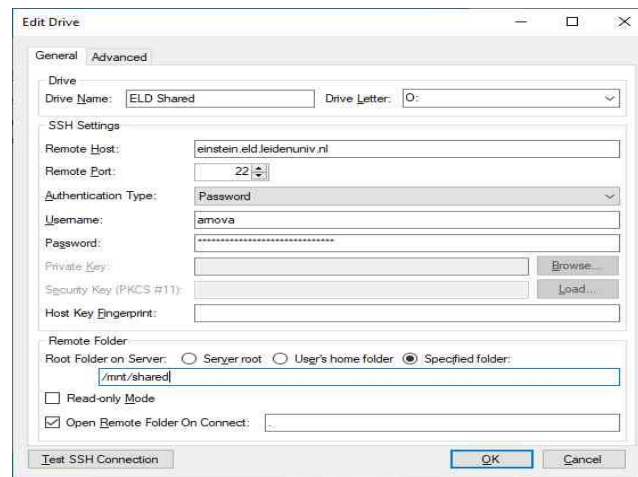 Edit Drive
General Advanced
Drive
Drive Name: ELD Shared Drive Letter: O:
SSH Settings
Remote Host: einstein.eld.leidenuniv.nl
Remote Port: 22
Authentication Type: Password
Username: arnova
Password: ******************************
Private Key: Browse...
Security Key (PKCS #11): Load...
Host Key Fingerprint:
Remote Folder
Root Folder on Server: Server root User's home folder Specified folder:
/mnt/shared
Read-only Mode
Open Remote Folder On Connect: .
Test SSH Connection OK Cancel